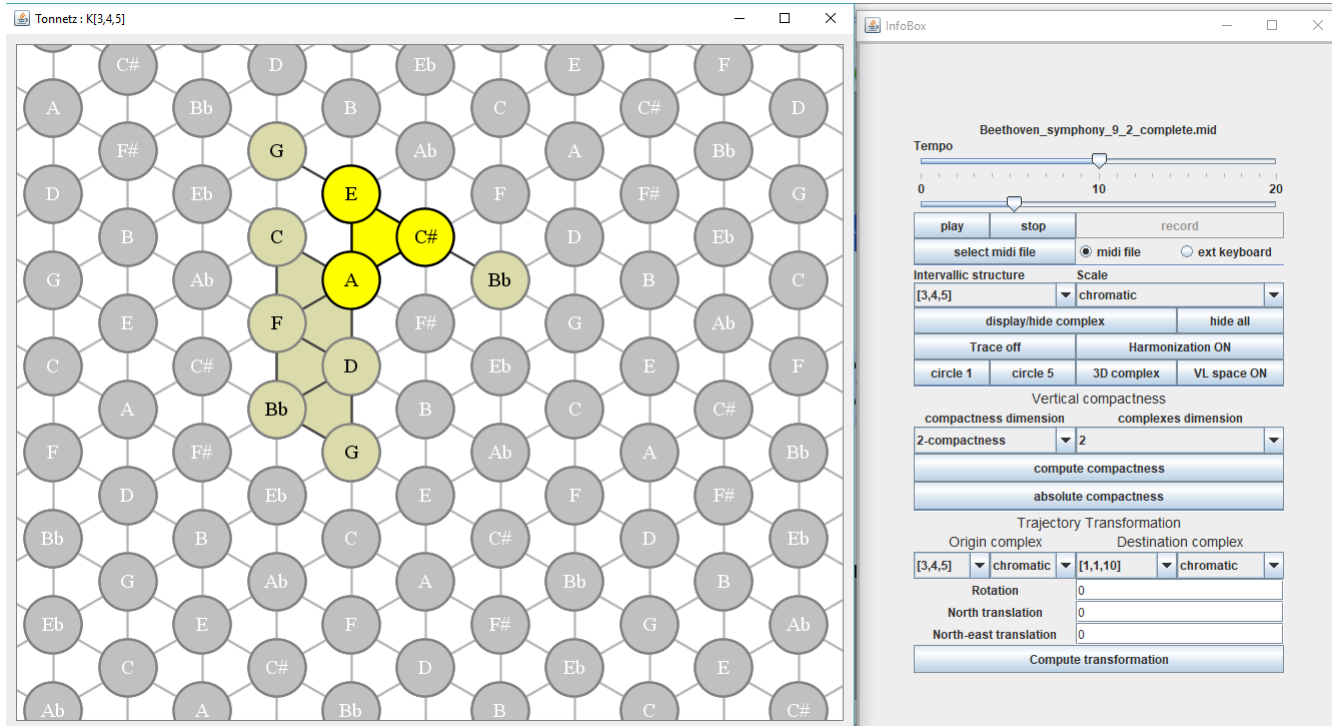 Tonnetz : K[3,4,5]
C# D Eb E F
A Bb B C C# D
F# G Ab A Bb
D Eb E F F# G
B C C# D Eb
G Ab A Bb B C
E F F# G Ab
C C# D Eb E F
A Bb B C C#
F F# G Ab A Bb
D Eb E F F#
Bb B C C# D Eb
G Ab A Bb B
Eb E F F# G Ab
C C# D Eb E
Ab A Bb B C C#
InfoBox
Beethoven_symphony_9_2_complete.mid
Tempo
0 10 20
play stop record
select midi file midi file ext keyboard
Intervallic structure Scale
[3,4,5] chromatic
display/hide complex hide all
Trace off Harmonization ON
circle 1 circle 5 3D complex VL space ON
Vertical compactness
compactness dimension complexes dimension
2-compactness 2
compute compactness
absolute compactness
Trajectory Transformation
Origin complex Destination complex
[3,4,5] chromatic [1,1,10] chromatic
Rotation 0
North translation 0
North-east translation 0
Compute transformation